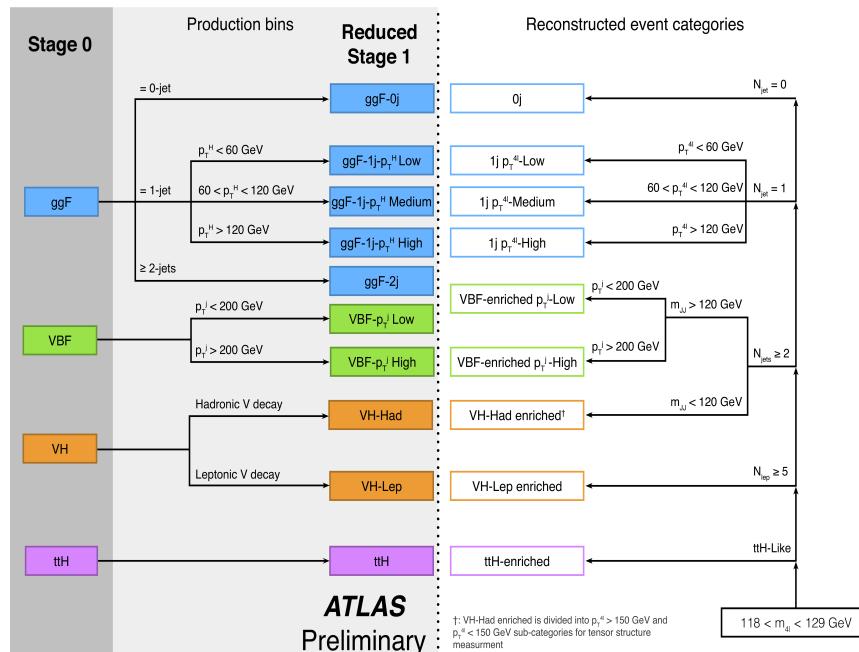 Production bins
Reconstructed event categories
Stage 0
Reduced
Stage 1
= 0-jet
ggF-0j
0j
N_jet = 0
p_T^H < 60 GeV
ggF-1j-p_T^H Low
1j p_T^4l-Low
p_T^4l < 60 GeV
ggF
= 1-jet
60 < p_T^H < 120 GeV
ggF-1j-p_T^H Medium
1j p_T^4l-Medium
60 < p_T^4l < 120 GeV
N_jet = 1
p_T^H > 120 GeV
ggF-1j-p_T^H High
1j p_T^4l-High
p_T^4l > 120 GeV
≥ 2-jets
ggF-2j
VBF-enriched p_T^j-Low
p_T^j < 200 GeV
m_JJ > 120 GeV
VBF
p_T^j < 200 GeV
VBF-p_T^j Low
p_T^j > 200 GeV
VBF-p_T^j High
VBF-enriched p_T^j -High
p_T^j > 200 GeV
N_jets ≥ 2
Hadronic V decay
VH-Had
VH-Had enriched†
m_JJ < 120 GeV
VH
Leptonic V decay
VH-Lep
VH-Lep enriched
N_lep ≥ 5
ttH
ttH
ttH-enriched
ttH-Like
ATLAS
Preliminary
†: VH-Had enriched is divided into p_T^4l > 150 GeV and
p_T^4l < 150 GeV sub-categories for tensor structure
measurment
118 < m_4l < 129 GeV